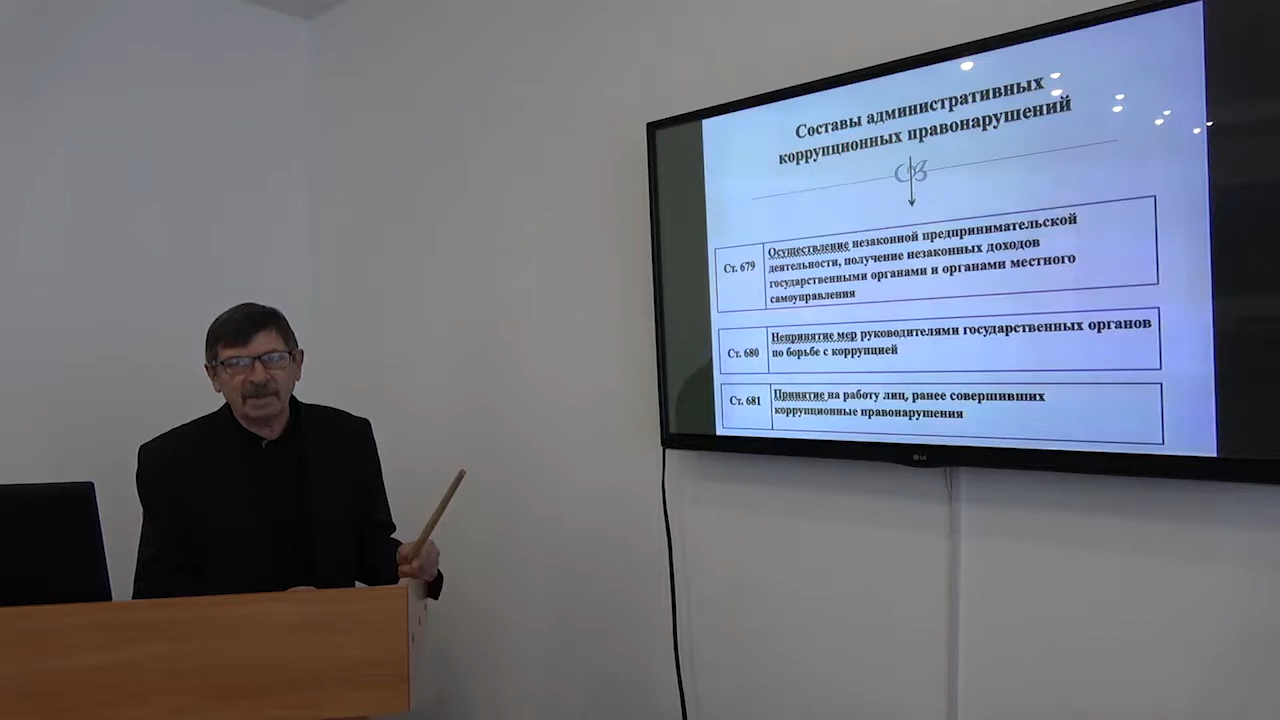 Составы административных
коррупционных правонарушений
Ст. 679
Осуществление незаконной предпринимательской
деятельности, получение незаконных доходов
государственными органами и органами местного
самоуправления
Ст. 680
Непринятие мер руководителями государственных органов
по борьбе с коррупцией
Ст. 681
Принятие на работу лиц, ранее совершивших
коррупционные правонарушения
LG